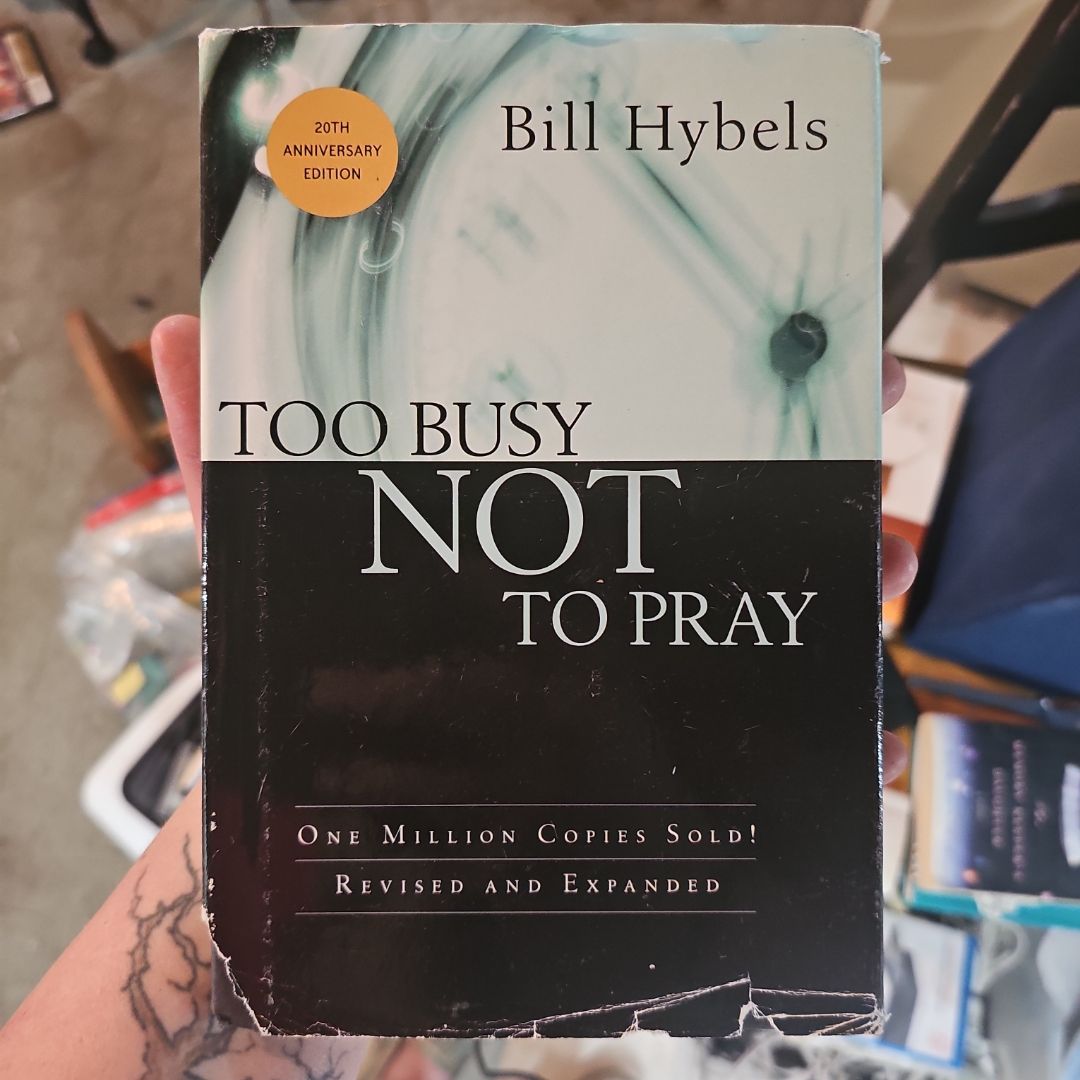 20TH
ANNIVERSARY
EDITION
Bill Hybels
TOO BUSY
NOT
TO PRAY
ONE MILLION COPIES SOLD!
REVISED AND EXPANDED